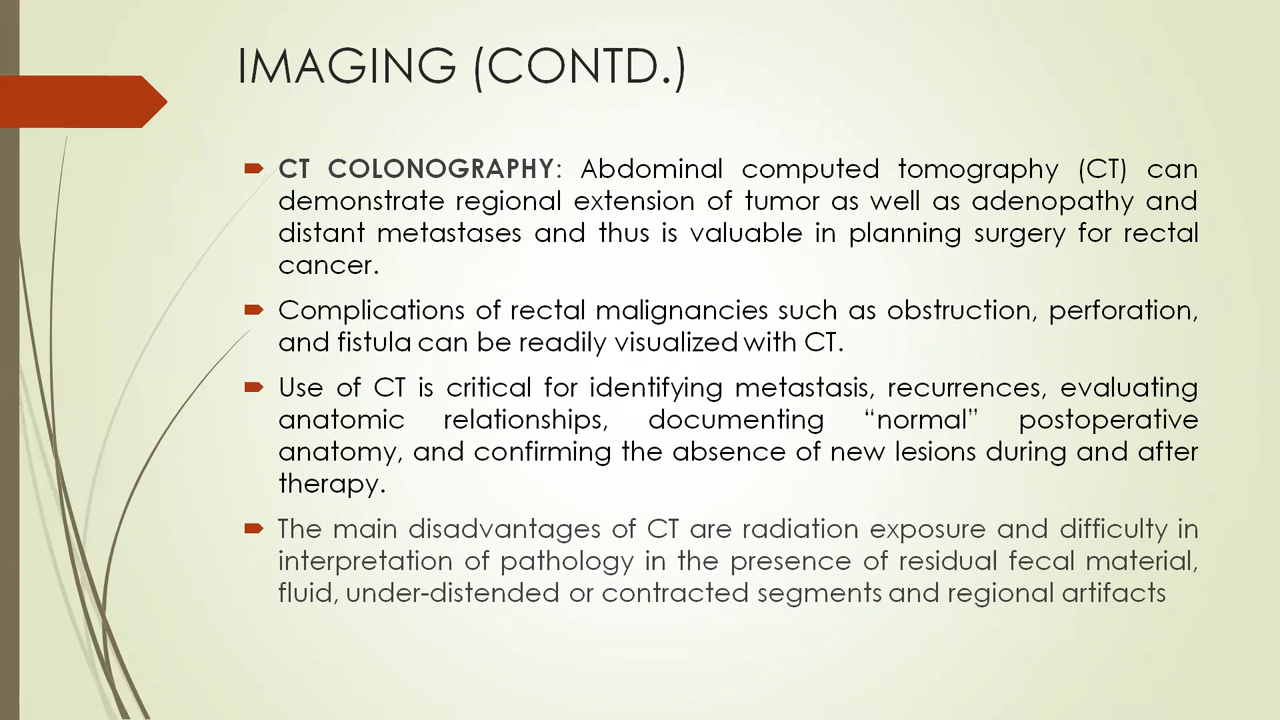 IMAGING (CONTD.)
CT COLONOGRAPHY: Abdominal computed tomography (CT) can
demonstrate regional extension of tumor as well as adenopathy and
distant metastases and thus is valuable in planning surgery for rectal
cancer.
Complications of rectal malignancies such as obstruction, perforation,
and fistula can be readily visualized with CT.
Use of CT is critical for identifying metastasis, recurrences, evaluating
anatomic relationships, documenting “normal” postoperative
anatomy, and confirming the absence of new lesions during and after
therapy.
The main disadvantages of CT are radiation exposure and difficulty in
interpretation of pathology in the presence of residual fecal material,
fluid, under-distended or contracted segments and regional artifacts